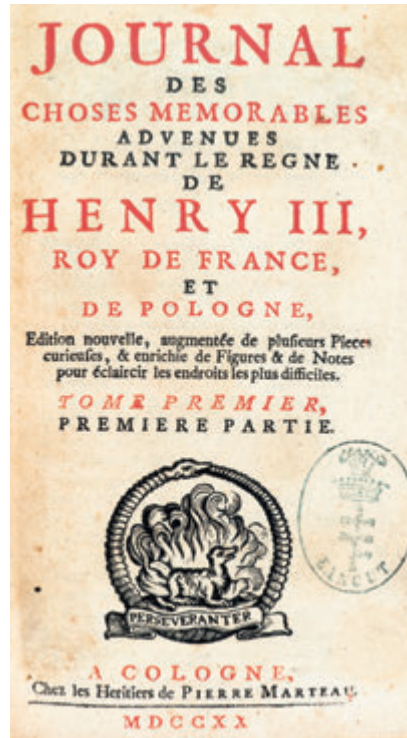 JOURNAL
DES
CHOSES MEMORABLES
ADVENUES
DURANT LE REGNE
DE
HENRY III,
ROY DE FRANCE,
ET
DE POLOGNE,
Edition nouvelle, augmentée de pluſieurs Pieces
curieuſes, & enrichie de Figures & de Notes
pour éclaircir les endroits les plus difficiles.
TOME PREMIER,
PREMIERE PARTIE.
PERSEVERANTER
ŁAŃCUT
A COLOGNE,
Chez les Heritiers de PIERRE MARTEAU.
MDCCXX